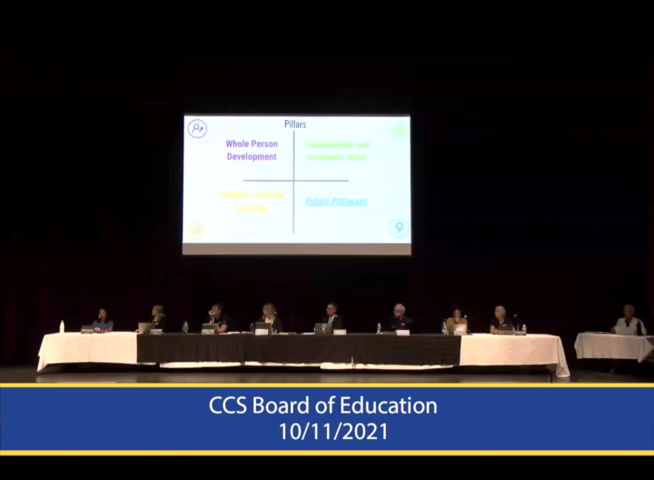 Pillars
Whole Person
Development
Future Pathways
CCS Board of Education
10/11/2021